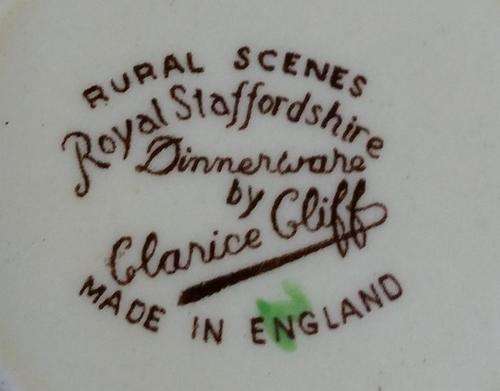 RURAL SCENES
Royal Staffordshire
Dinnerware
by
Clarice Cliff
MADE IN ENGLAND